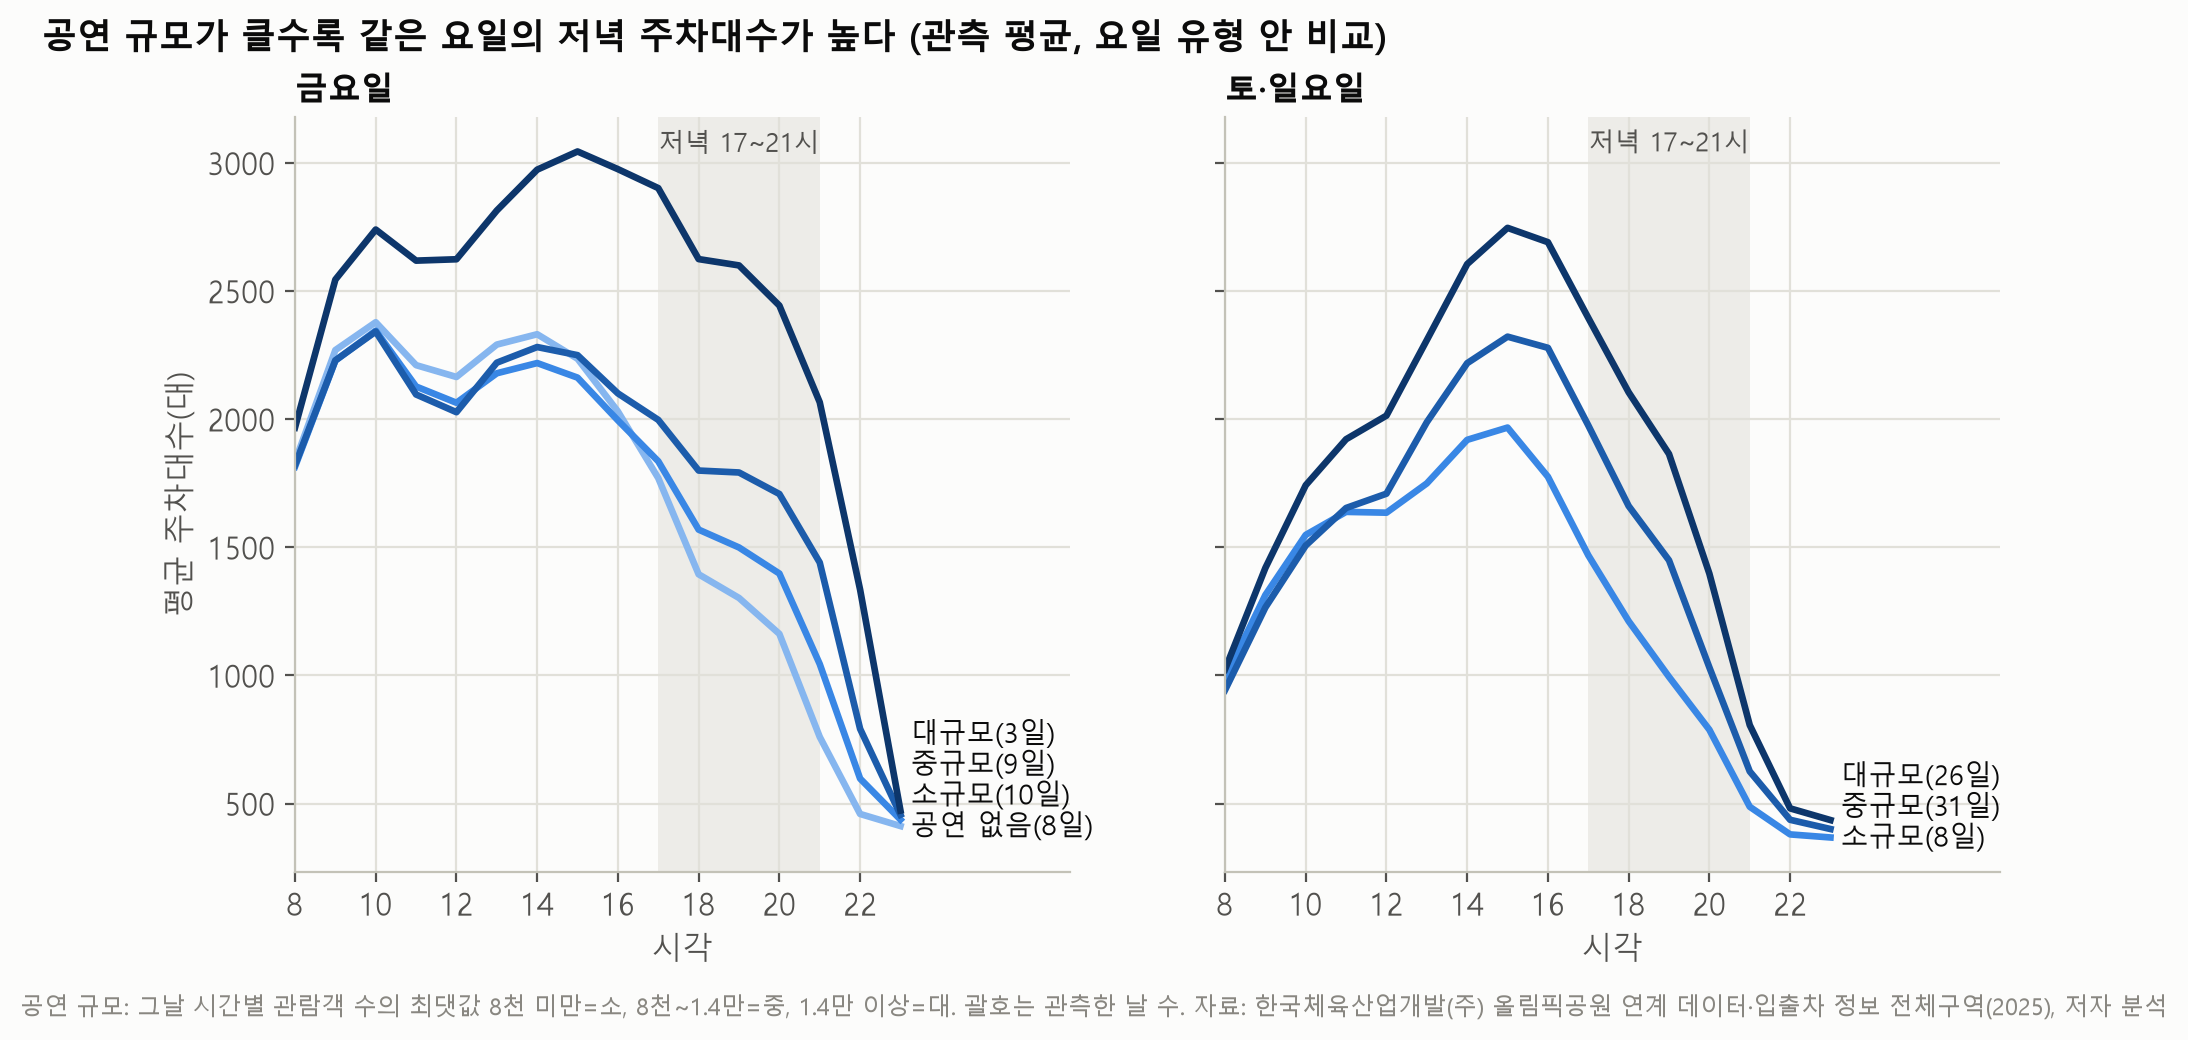 공연 규모가 클수록 같은 요일의 저녁 주차대수가 높다 (관측 평균, 요일 유형 안 비교)
금요일
저녁 17~21시
3000
2500
2000
1500
1000
500
평균 주차대수(대)
대규모(3일)
중규모(9일)
소규모(10일)
공연 없음(8일)
8 10 12 14 16 18 20 22
시각
토·일요일
저녁 17~21시
대규모(26일)
중규모(31일)
소규모(8일)
8 10 12 14 16 18 20 22
시각
공연 규모: 그날 시간별 관람객 수의 최댓값 8천 미만=소, 8천~1.4만=중, 1.4만 이상=대. 괄호는 관측한 날 수. 자료: 한국체육산업개발(주) 올림픽공원 연계 데이터·입출차 정보 전체구역(2025), 저자 분석